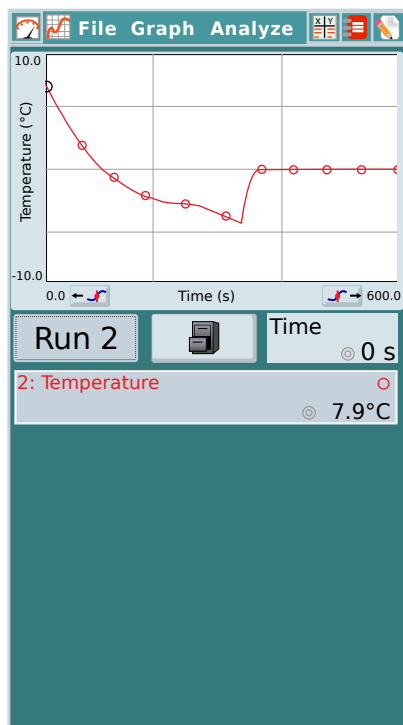 File Graph Analyze
X Y
10.0
Temperature (°C)
-10.0
0.0
Time (s)
600.0
Run 2
Time
0 s
2: Temperature
7.9°C